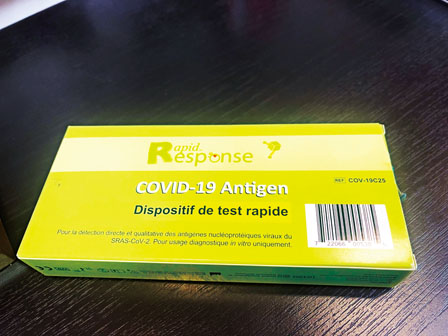 Rapid
Response
REF COV-19C25
COVID-19 Antigen
Dispositif de test rapide
Pour la détection directe et qualitative des antigènes nucléoprotéiques viraux du
SRAS-CoV-2. Pour usage diagnostique in vitro uniquement.